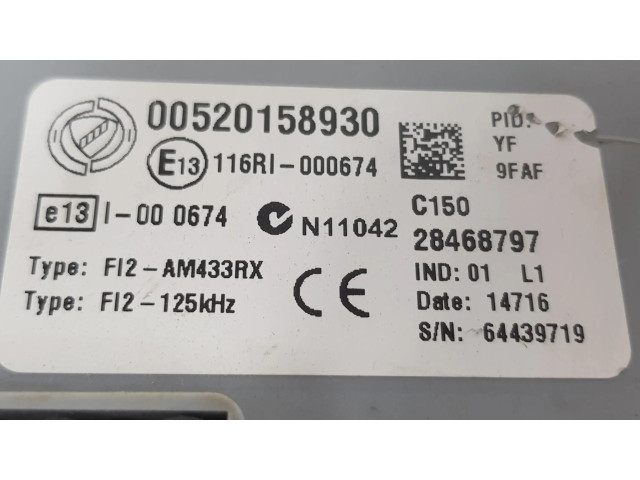 00520158930
E13 116RI-000674
e13 I-00 0674
N11042
Type: FI2-AM433RX
Type: FI2-125kHz
CE
PID:
YF
9FAF
C150
28468797
IND: 01 L1
Date: 14716
S/N: 64439719